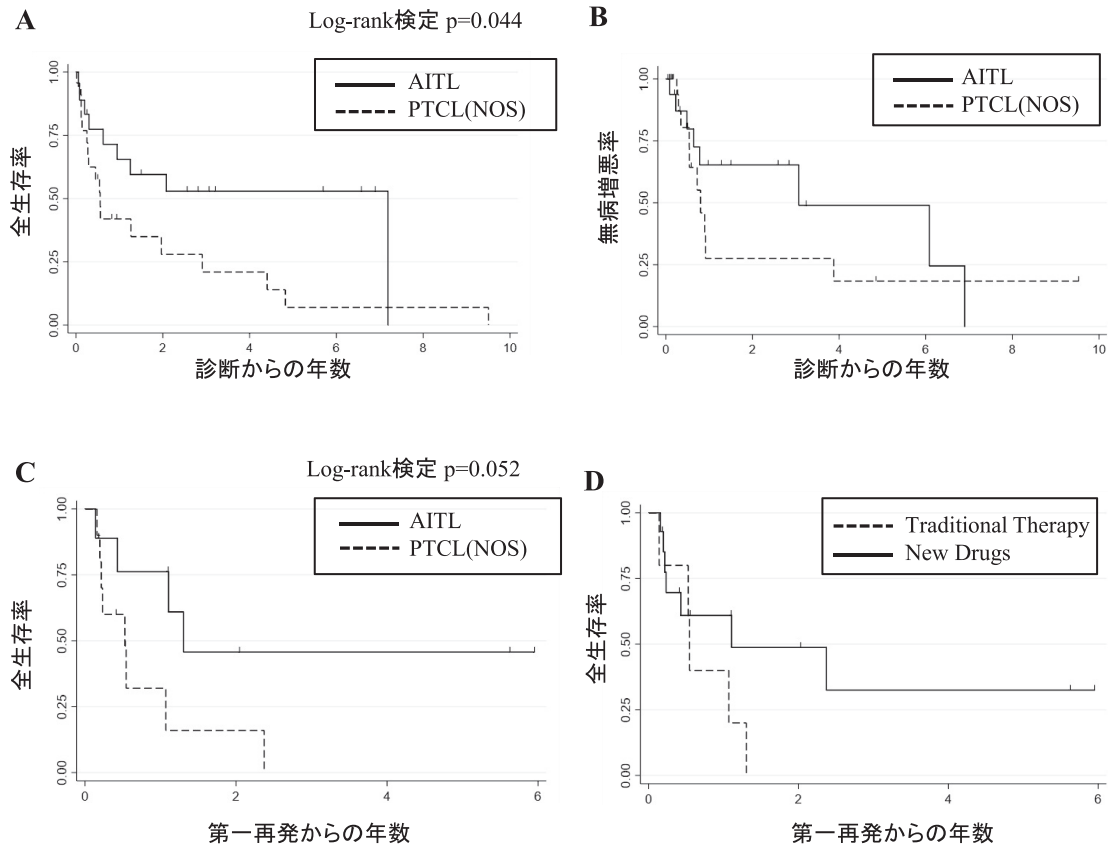 A
Log-rank検定 p=0.044
AITL
PTCL(NOS)
全生存率
1.00
0.75
0.50
0.25
0.00
0 2 4 6 8 10
診断からの年数
B
AITL
PTCL(NOS)
無病増悪率
1.00
0.75
0.50
0.25
0.00
0 2 4 6 8 10
診断からの年数
C
Log-rank検定 p=0.052
AITL
PTCL(NOS)
全生存率
1.00
0.75
0.50
0.25
0.00
0 2 4 6
第一再発からの年数
D
Traditional Therapy
New Drugs
全生存率
1.00
0.75
0.50
0.25
0.00
0 2 4 6
第一再発からの年数